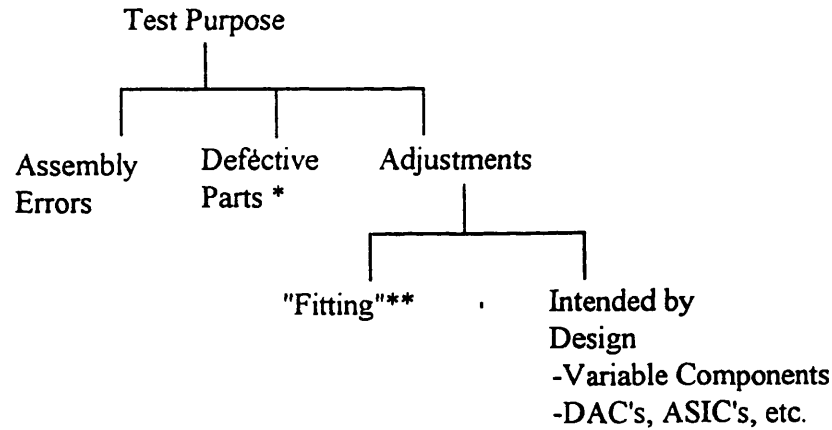 Test Purpose
Assembly Errors
Defective Parts *
Adjustments
"Fitting"**
Intended by
Design
-Variable Components
-DAC's, ASIC's, etc.